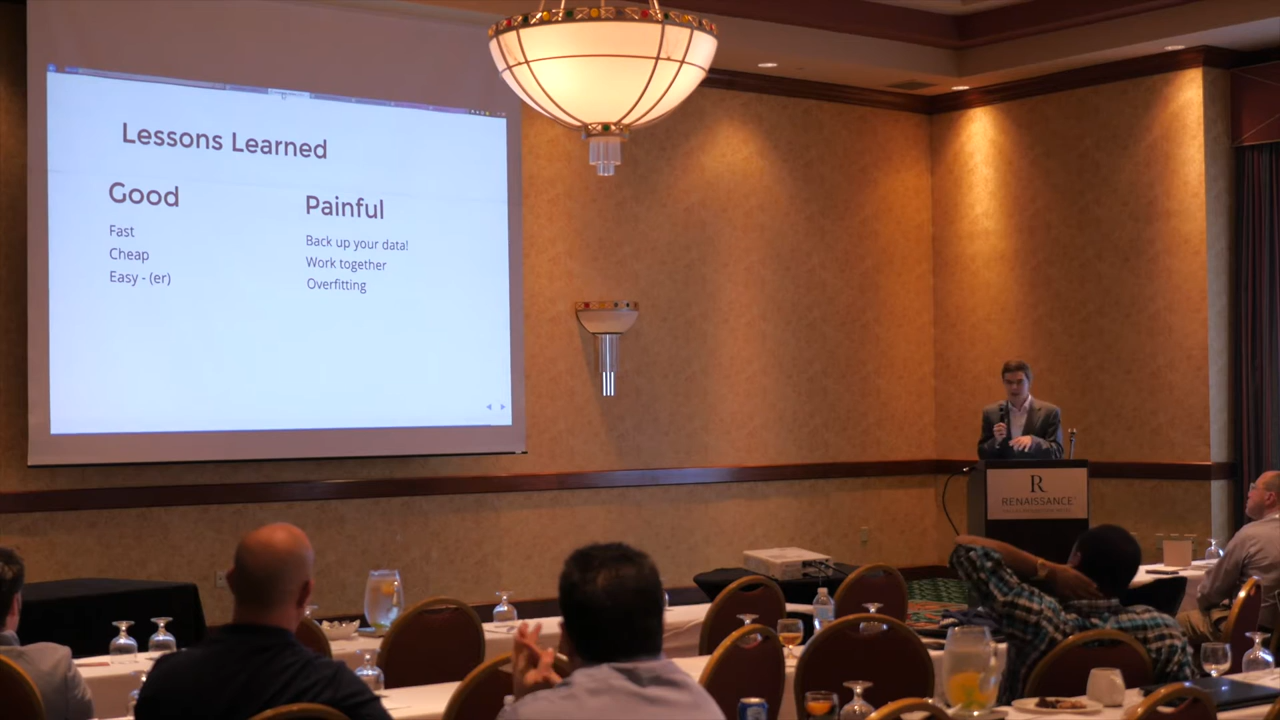 Lessons Learned
Good
Fast
Cheap
Easy - (er)
Painful
Back up your data!
Work together
Overfitting
R
RENAISSANCE